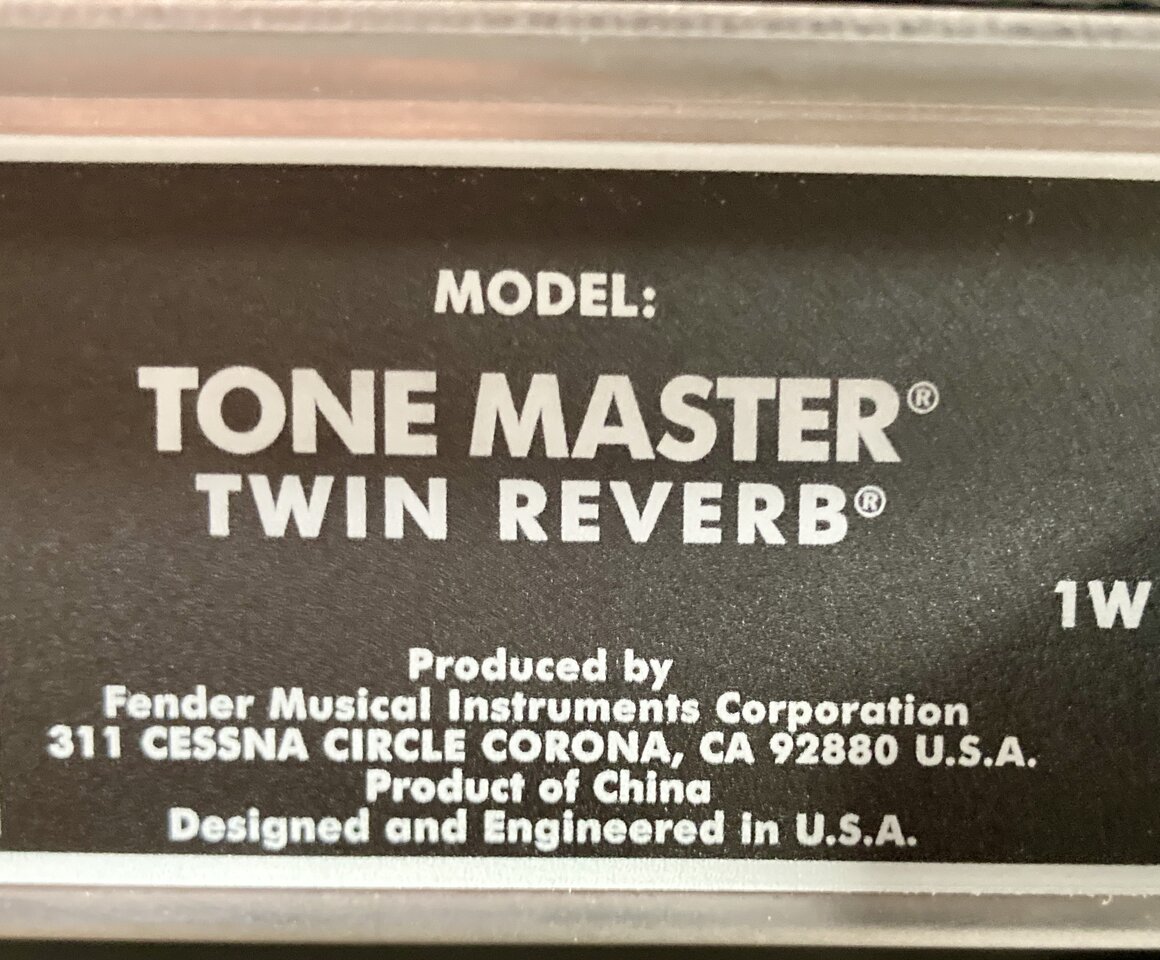 MODEL:
TONE MASTER®
TWIN REVERB®
1W
Produced by
Fender Musical Instruments Corporation
311 CESSNA CIRCLE CORONA, CA 92880 U.S.A.
Product of China
Designed and Engineered in U.S.A.